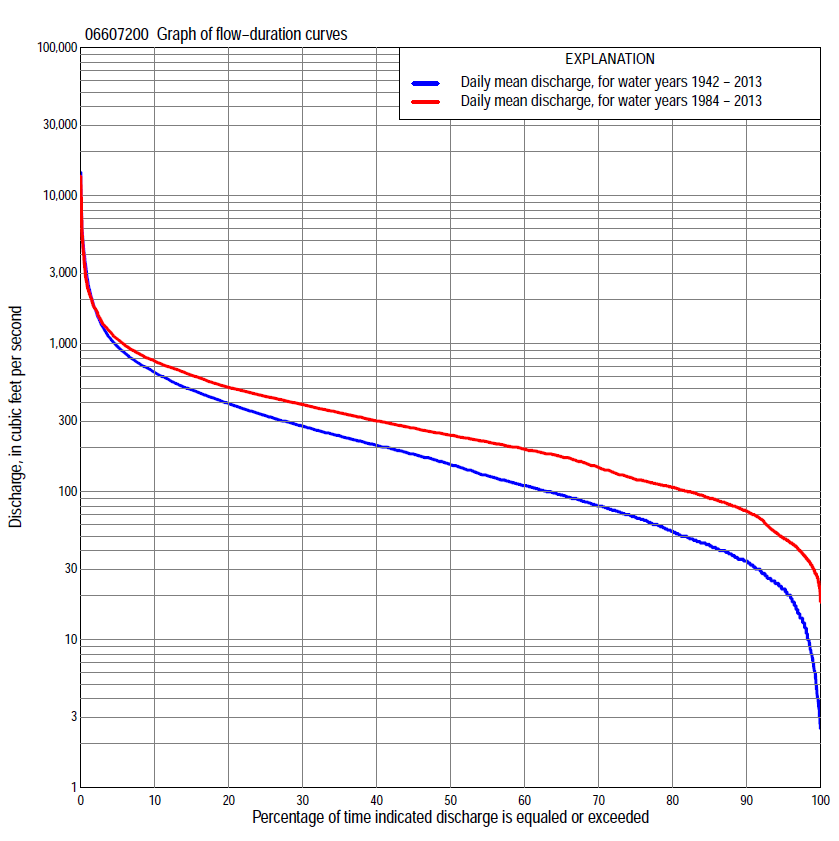 06607200 Graph of flow−duration curves
100,000
30,000
10,000
3,000
1,000
300
100
30
10
3
1
Discharge, in cubic feet per second
EXPLANATION
Daily mean discharge, for water years 1942 − 2013
Daily mean discharge, for water years 1984 − 2013
0 10 20 30 40 50 60 70 80 90 100
Percentage of time indicated discharge is equaled or exceeded